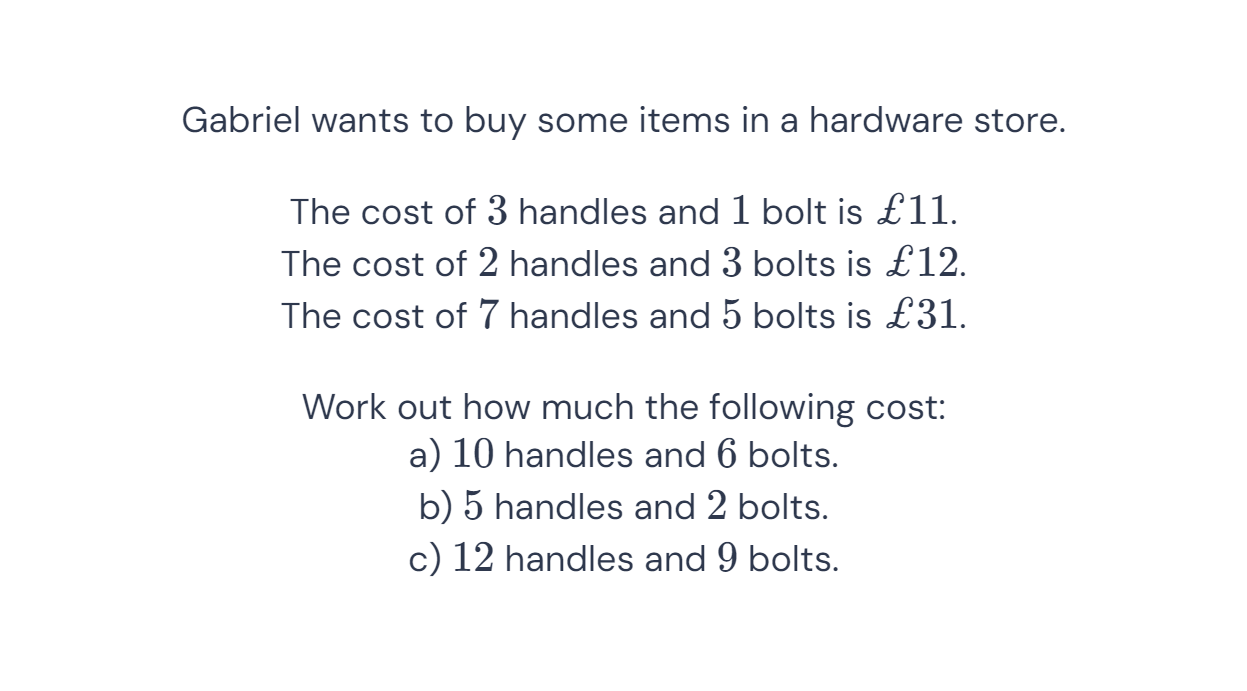 Gabriel wants to buy some items in a hardware store.
The cost of 3 handles and 1 bolt is £11.
The cost of 2 handles and 3 bolts is £12.
The cost of 7 handles and 5 bolts is £31.
Work out how much the following cost:
a) 10 handles and 6 bolts.
b) 5 handles and 2 bolts.
c) 12 handles and 9 bolts.